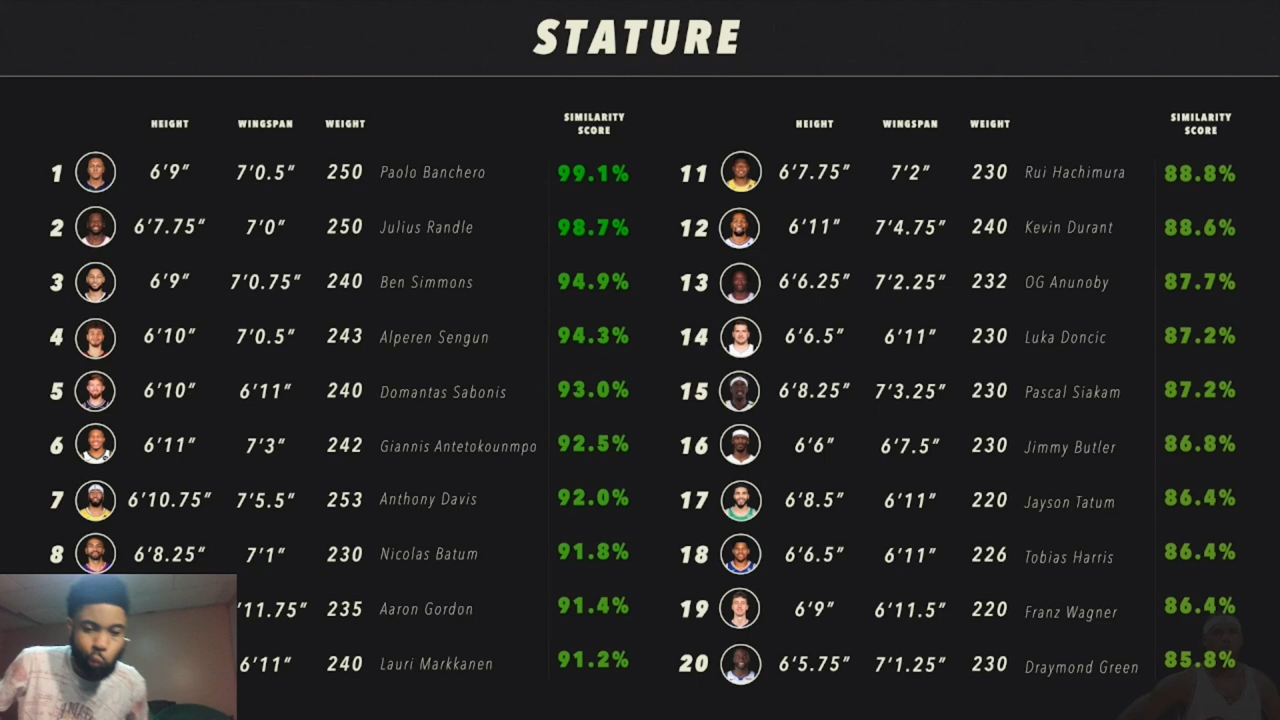 STATURE
HEIGHT WINGSPAN WEIGHT SIMILARITY SCORE
1 6'9" 7'0.5" 250 Paolo Banchero 99.1%
2 6'7.75" 7'0" 250 Julius Randle 98.7%
3 6'9" 7'0.75" 240 Ben Simmons 94.9%
4 6'10" 7'0.5" 243 Alperen Sengun 94.3%
5 6'10" 6'11" 240 Domantas Sabonis 93.0%
6 6'11" 7'3" 242 Giannis Antetokounmpo 92.5%
7 6'10.75" 7'5.5" 253 Anthony Davis 92.0%
8 6'8.25" 7'1" 230 Nicolas Batum 91.8%
'11.75" 235 Aaron Gordon 91.4%
6'11" 240 Lauri Markkanen 91.2%
HEIGHT WINGSPAN WEIGHT SIMILARITY SCORE
11 6'7.75" 7'2" 230 Rui Hachimura 88.8%
12 6'11" 7'4.75" 240 Kevin Durant 88.6%
13 6'6.25" 7'2.25" 232 OG Anunoby 87.7%
14 6'6.5" 6'11" 230 Luka Doncic 87.2%
15 6'8.25" 7'3.25" 230 Pascal Siakam 87.2%
16 6'6" 6'7.5" 230 Jimmy Butler 86.8%
17 6'8.5" 6'11" 220 Jayson Tatum 86.4%
18 6'6.5" 6'11" 226 Tobias Harris 86.4%
19 6'9" 6'11.5" 220 Franz Wagner 86.4%
20 6'5.75" 7'1.25" 230 Draymond Green 85.8%